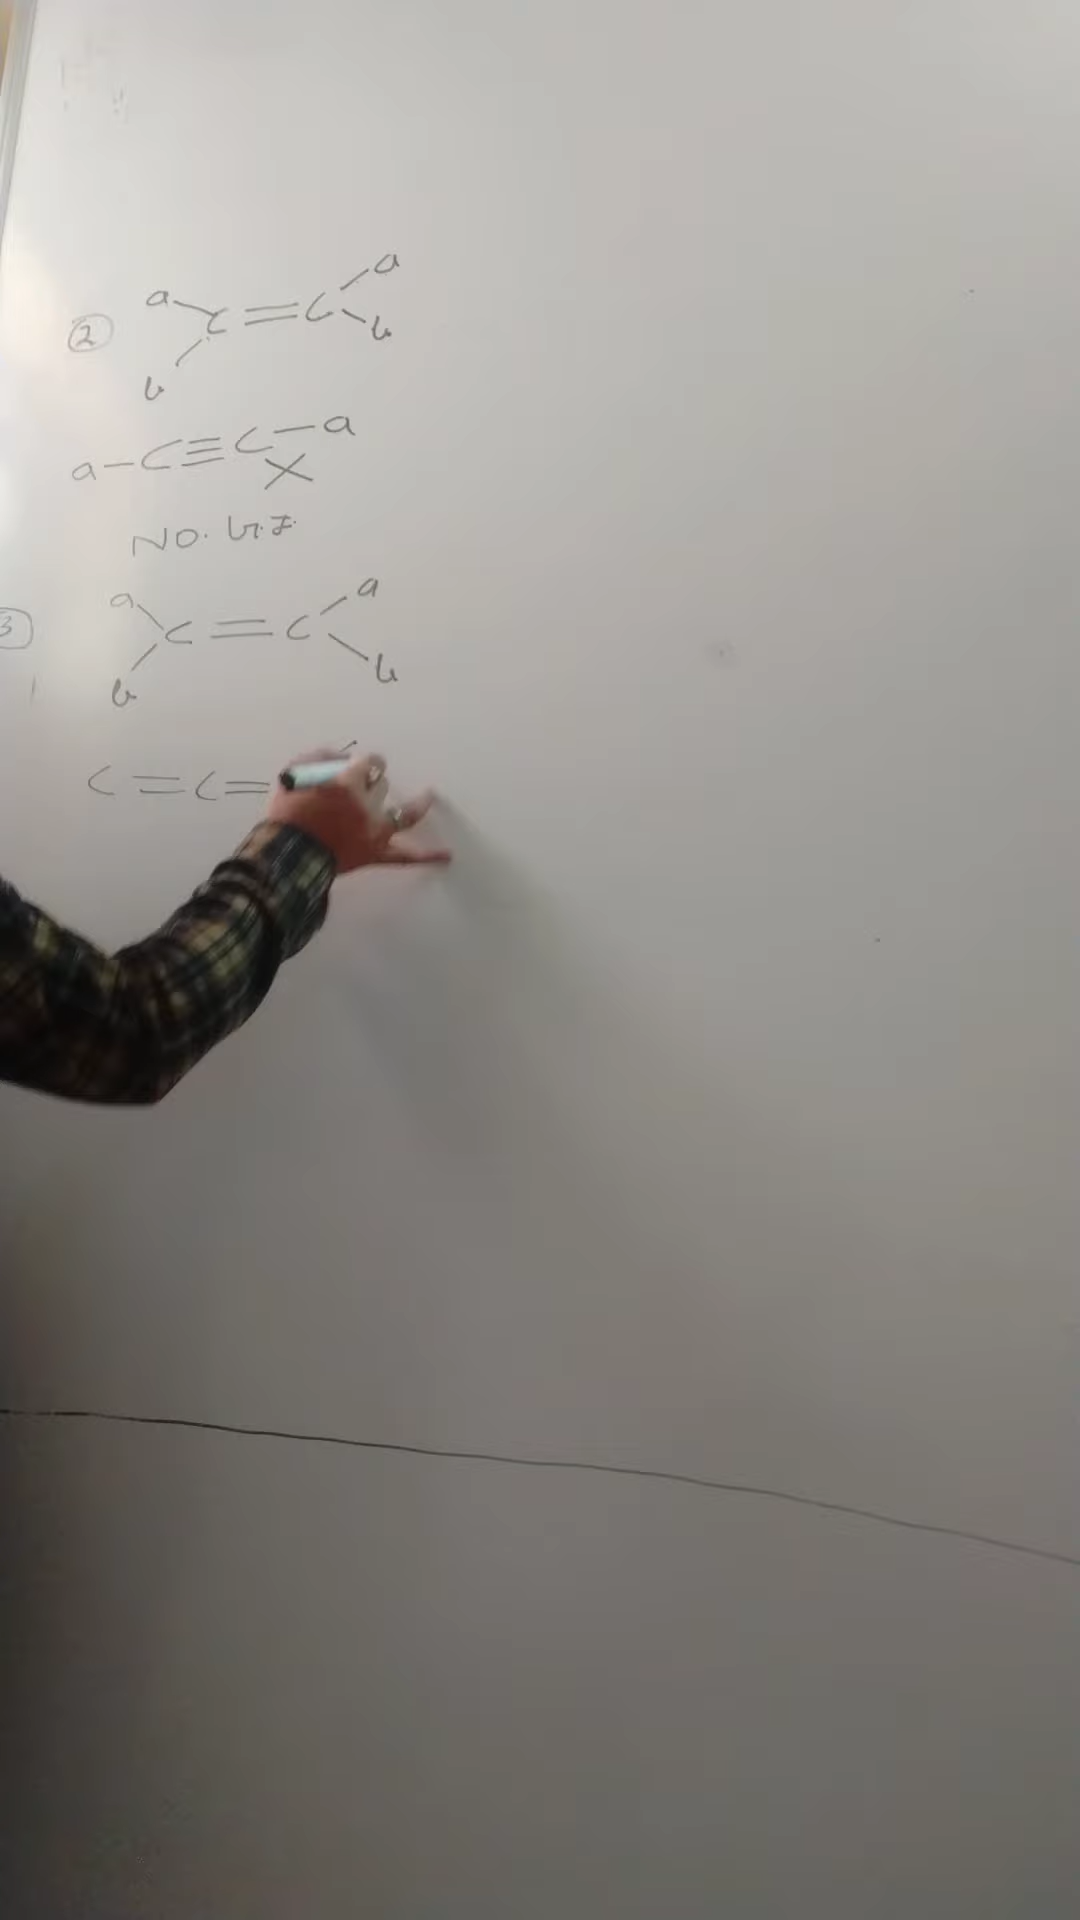 ② a b C = C a b
a - C ≡ C - a
NO. G.I.
③ a b C = C a b
C = C =